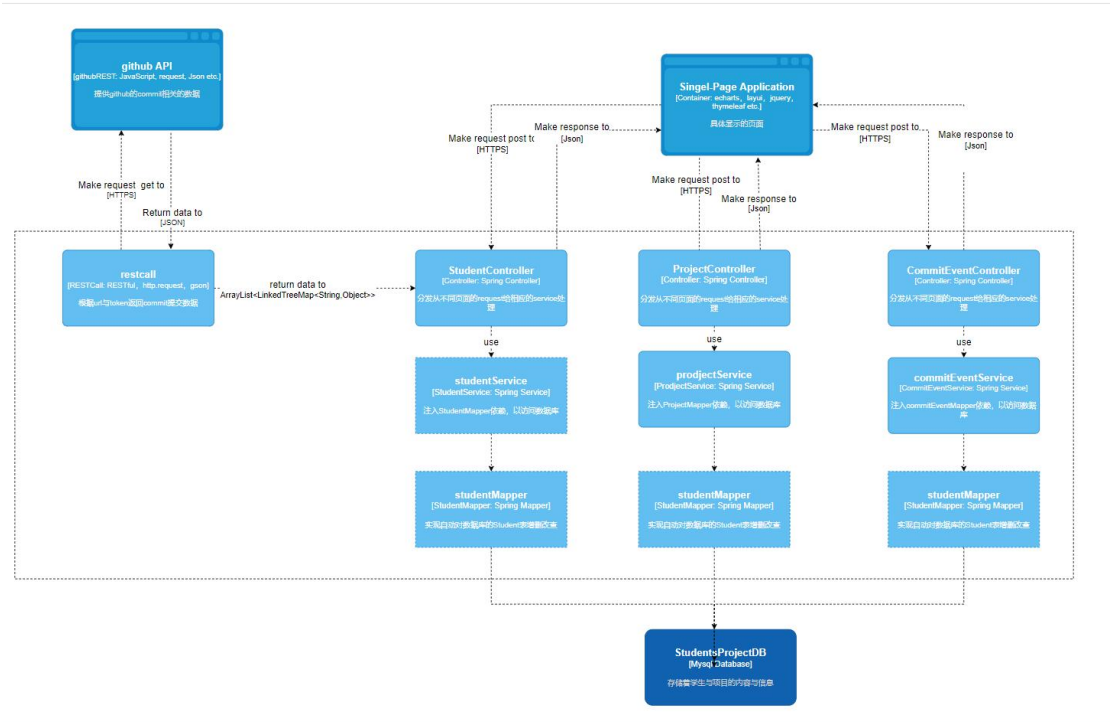 github API
[githubREST: JavaScript, request, Json etc.]
提供github的commit相关的数据
Singel-Page Application
[Container: echarts, layui, jquery,
thymeleaf etc.]
具体显示的页面
Make request post to
[HTTPS]
Make response to
[Json]
Make request post to
[HTTPS]
Make response to
[Json]
Make request get to
[HTTPS]
Return data to
[JSON]
Make request post to
[HTTPS]
Make response to
[Json]
restcall
[RESTCall: RESTful, http.request, gson]
根据url与token返回commit提交数据
return data to
ArrayList<LinkedTreeMap<String.Object>>
StudentController
[Controller: Spring Controller]
分发从不同页面的request给相应的service处
理
ProjectController
[Controller: Spring Controller]
分发从不同页面的request给相应的service处
理
CommitEventController
[Controller: Spring Controller]
分发从不同页面的request给相应的service处
理
use
use
use
studentService
[StudentService: Spring Service]
注入StudentMapper依赖，以访问数据库
prodjectService
[ProdjectService: Spring Service]
注入ProjectMapper依赖，以访问数据库
commitEventService
[CommitEventService: Spring Service]
注入commitEventMapper依赖，以访问数据
库
studentMapper
[StudentMapper: Spring Mapper]
实现自动对数据库的Student表增删改查
studentMapper
[StudentMapper: Spring Mapper]
实现自动对数据库的Student表增删改查
studentMapper
[StudentMapper: Spring Mapper]
实现自动对数据库的Student表增删改查
StudentsProjectDB
[Mysql Database]
存储着学生与项目的内容与信息